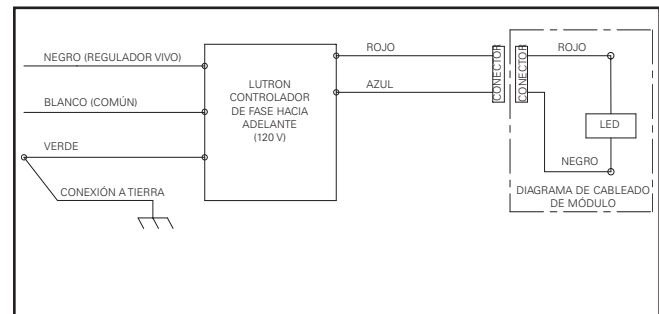 NEGRO (REGULADOR VIVO)
BLANCO (COMÚN)
VERDE
CONEXIÓN A TIERRA
LUTRON
CONTROLADOR
DE FASE HACIA
ADELANTE
(120 V)
ROJO
AZUL
CONECTOR
CONECTOR
ROJO
LED
NEGRO
DIAGRAMA DE CABLEADO
DE MÓDULO